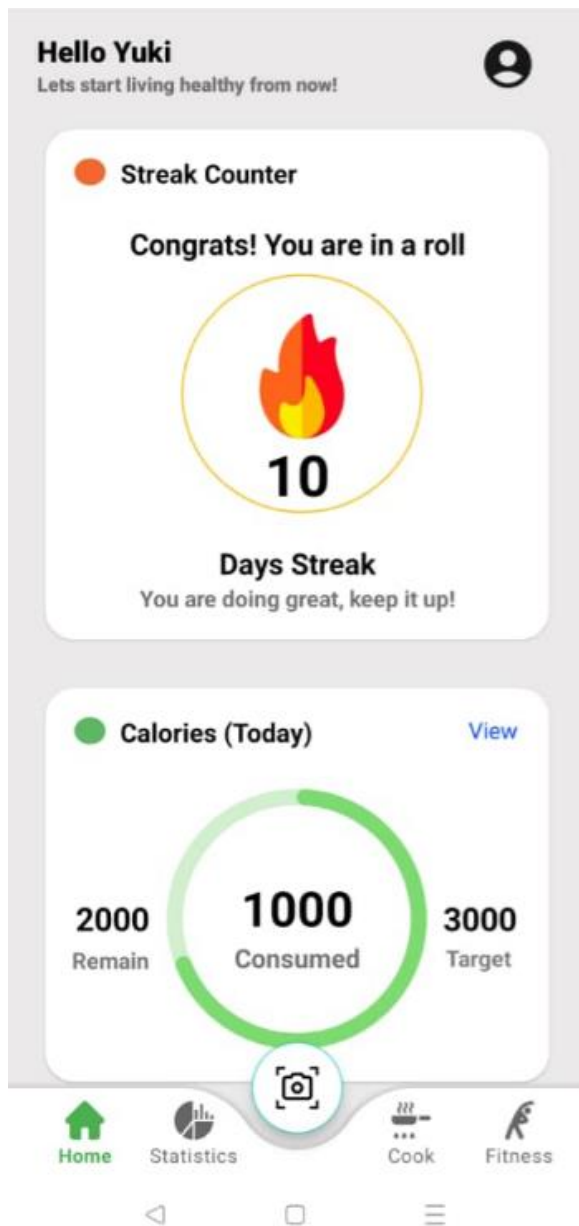 Hello Yuki
Lets start living healthy from now!
Streak Counter
Congrats! You are in a roll
10
Days Streak
You are doing great, keep it up!
Calories (Today)
View
2000
Remain
1000
Consumed
3000
Target
Home
Statistics
Cook
Fitness